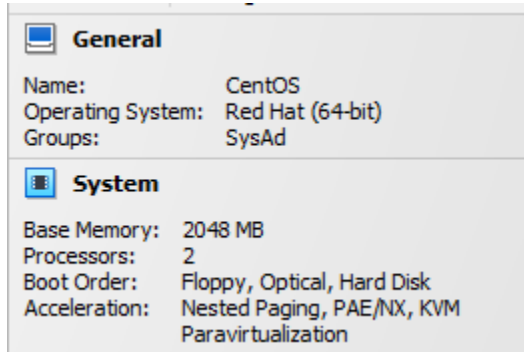 General
Name: CentOS
Operating System: Red Hat (64-bit)
Groups: SysAd
System
Base Memory: 2048 MB
Processors: 2
Boot Order: Floppy, Optical, Hard Disk
Acceleration: Nested Paging, PAE/NX, KVM
Paravirtualization